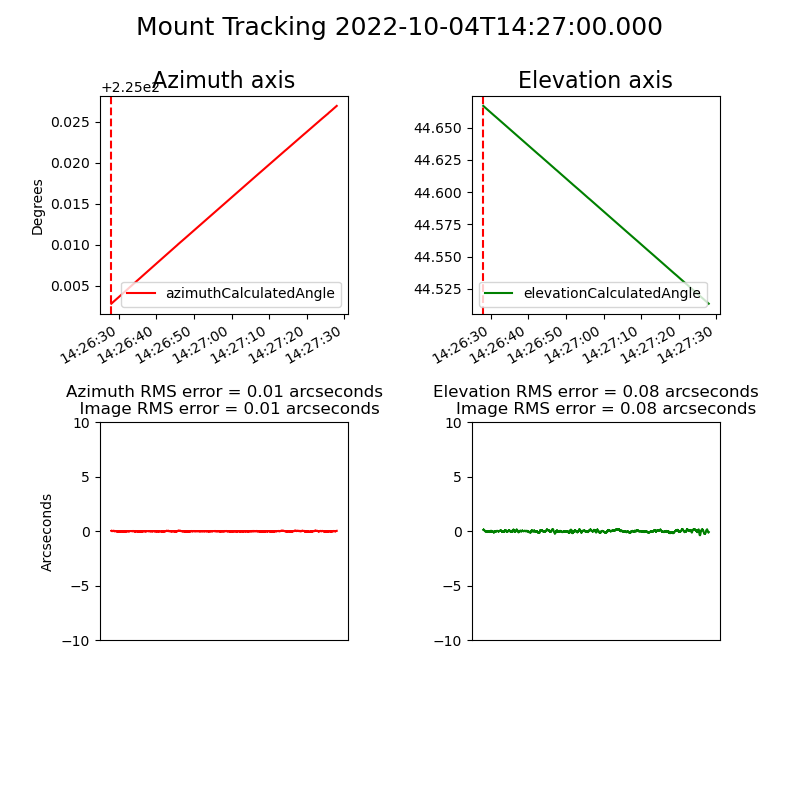 Mount Tracking 2022-10-04T14:27:00.000
Azimuth axis
+2.25e2
Degrees
0.025
0.020
0.015
0.010
0.005
azimuthCalculatedAngle
14:26:30
14:26:40
14:26:50
14:27:00
14:27:10
14:27:20
14:27:30
Elevation axis
44.650
44.625
44.600
44.575
44.550
44.525
elevationCalculatedAngle
14:26:30
14:26:40
14:26:50
14:27:00
14:27:10
14:27:20
14:27:30
Azimuth RMS error = 0.01 arcseconds
Image RMS error = 0.01 arcseconds
Arcseconds
10
5
0
−5
−10
Elevation RMS error = 0.08 arcseconds
Image RMS error = 0.08 arcseconds
10
5
0
−5
−10